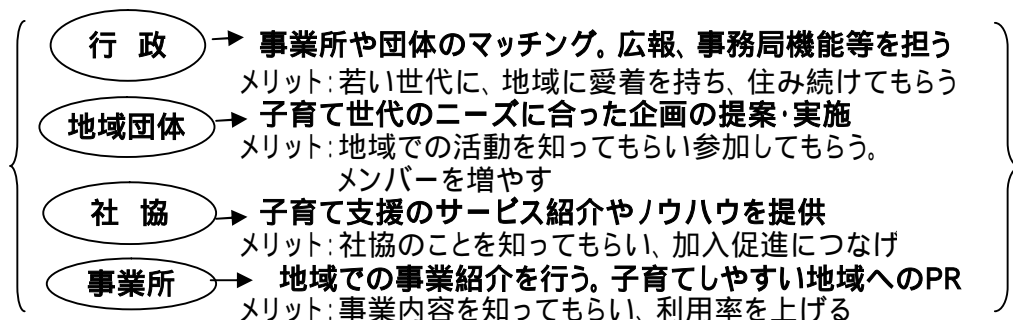 行 政 事業所や団体のマッチング。広報、事務局機能等を担う
メリット:若い世代に、地域に愛着を持ち、住み続けてもらう
地域団体 子育て世代のニーズに合った企画の提案・実施
メリット:地域での活動を知ってもらい参加してもらう。
メンバーを増やす
社 協 子育て支援のサービス紹介やノウハウを提供
メリット:社協のことを知ってもらい、加入促進につなげ
事業所 地域での事業紹介を行う。子育てしやすい地域へのPR
メリット:事業内容を知ってもらい、利用率を上げる